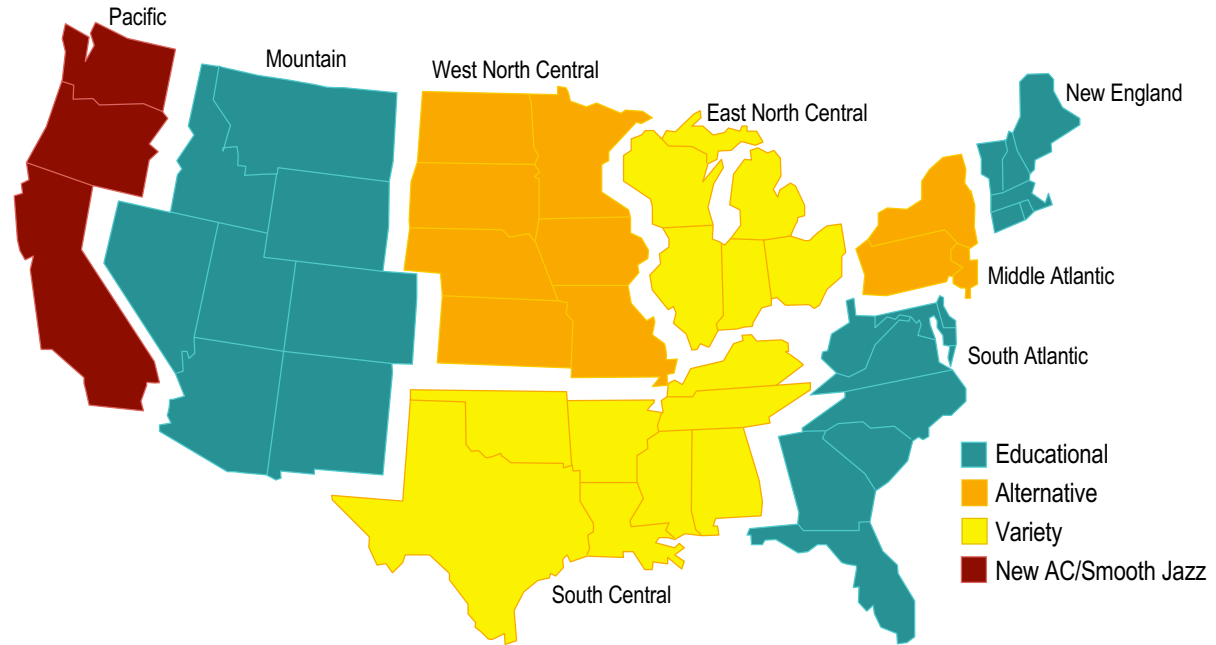 Pacific
Mountain
West North Central
East North Central
New England
Middle Atlantic
South Atlantic
South Central
Educational
Alternative
Variety
New AC/Smooth Jazz